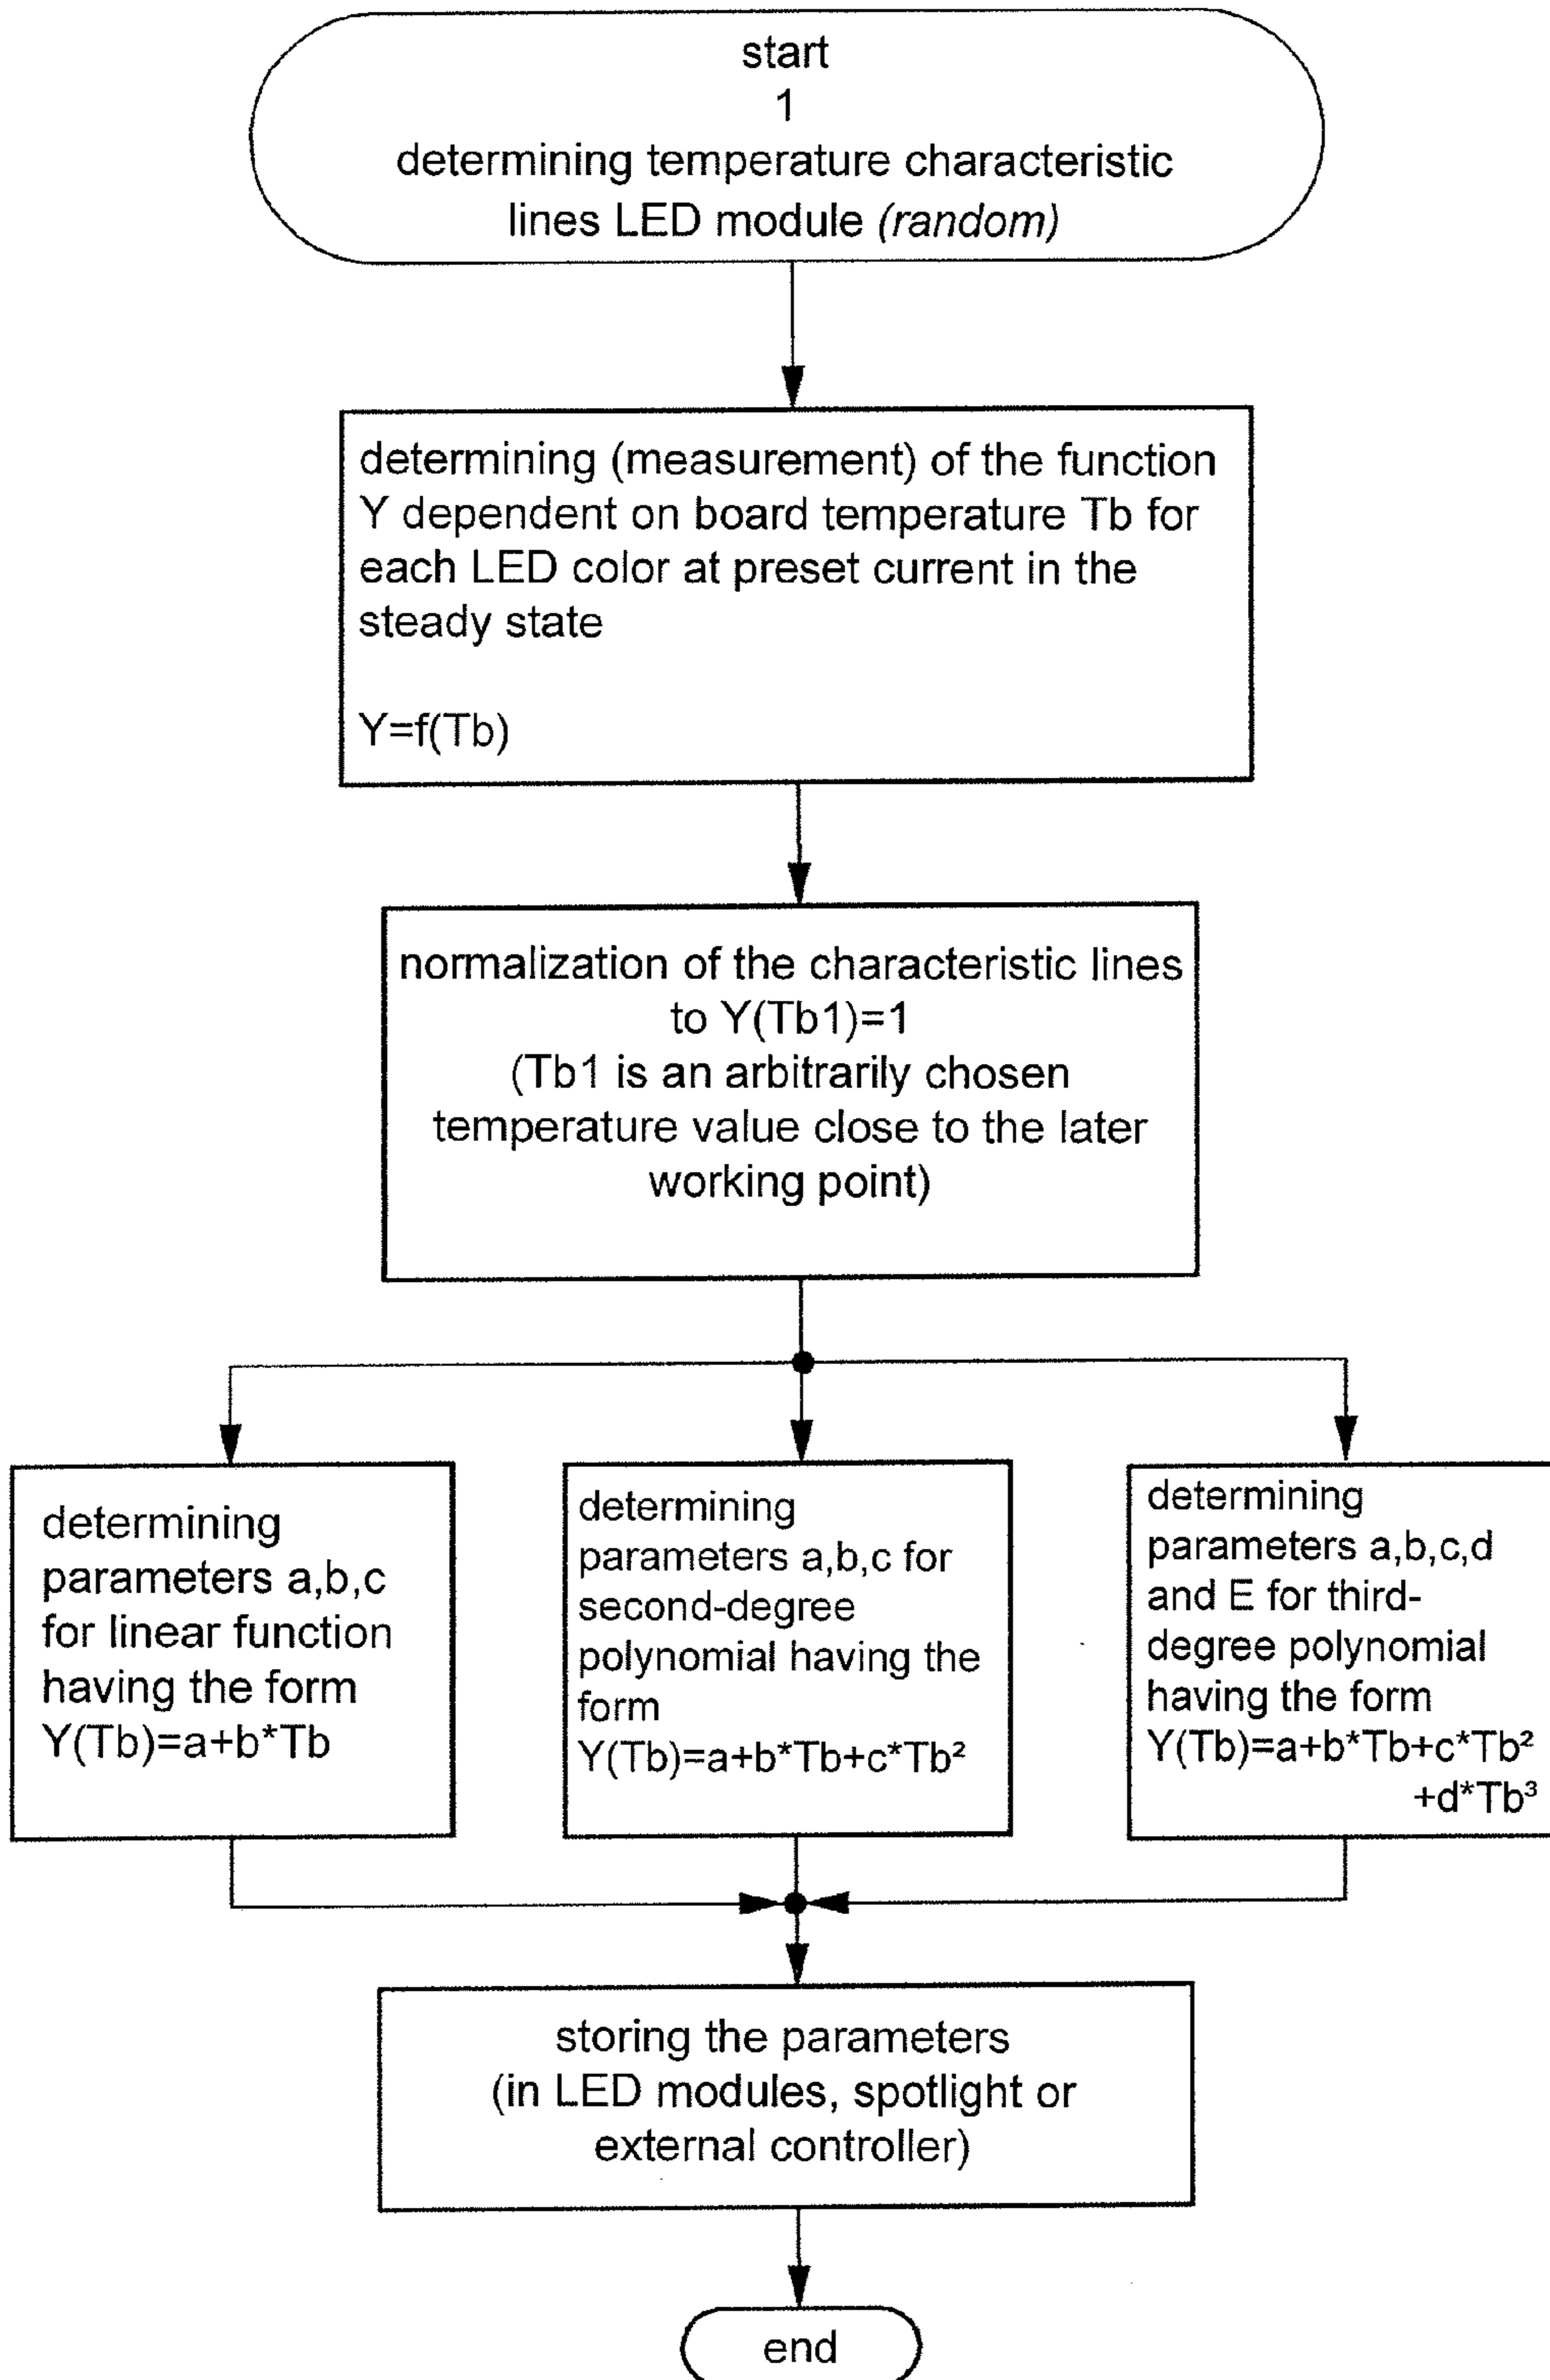 start
1
determining temperature characteristic
lines LED module (random)
determining (measurement) of the function
Y dependent on board temperature Tb for
each LED color at preset current in the
steady state
Y=f(Tb)
normalization of the characteristic lines
to Y(Tb1)=1
(Tb1 is an arbitrarily chosen
temperature value close to the later
working point)
determining
parameters a,b,c
for linear function
having the form
Y(Tb)=a+b*Tb
determining
parameters a,b,c for
second-degree
polynomial having the
form
Y(Tb)=a+b*Tb+c*Tb²
determining
parameters a,b,c,d
and E for third-
degree polynomial
having the form
Y(Tb)=a+b*Tb+c*Tb²
+d*Tb³
storing the parameters
(in LED modules, spotlight or
external controller)
end